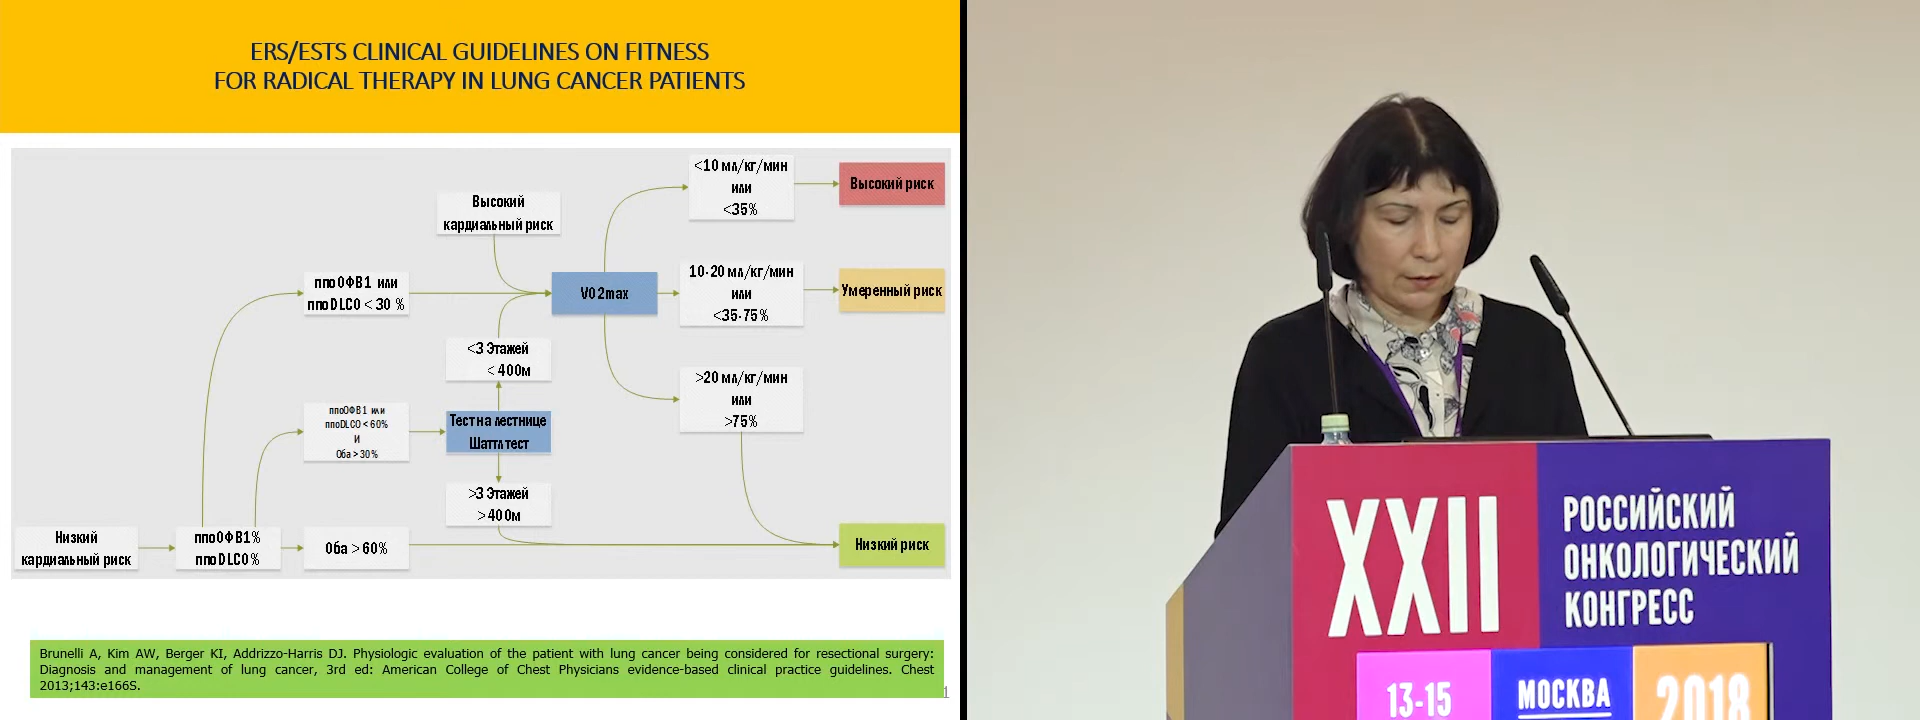 ERS/ESTS CLINICAL GUIDELINES ON FITNESS
FOR RADICAL THERAPY IN LUNG CANCER PATIENTS
<10 мл/кг/мин
или
<35%
Высокий риск
Высокий
кардиальный риск
ппоОФВ1 или
ппоDLCO < 30 %
VO2max
10-20 мл/кг/мин
или
<35-75%
Умеренный риск
<3 Этажей
< 400м
>20 мл/кг/мин
или
>75%
ппоОФВ1 или
ппоDLCO < 60%
И
Оба > 30%
Тест на лестнице
Шаттл тест
>3 Этажей
> 400м
Низкий
кардиальный риск
ппоОФВ1%
ппоDLCO%
Оба > 60%
Низкий риск
Brunelli A, Kim AW, Berger KI, Addrizzo-Harris DJ. Physiologic evaluation of the patient with lung cancer being considered for resectional surgery:
Diagnosis and management of lung cancer, 3rd ed: American College of Chest Physicians evidence-based clinical practice guidelines. Chest
2013;143:e166S.
1
XXII
РОССИЙСКИЙ
ОНКОЛОГИЧЕСКИЙ
КОНГРЕСС
13-15
МОСКВА
2018